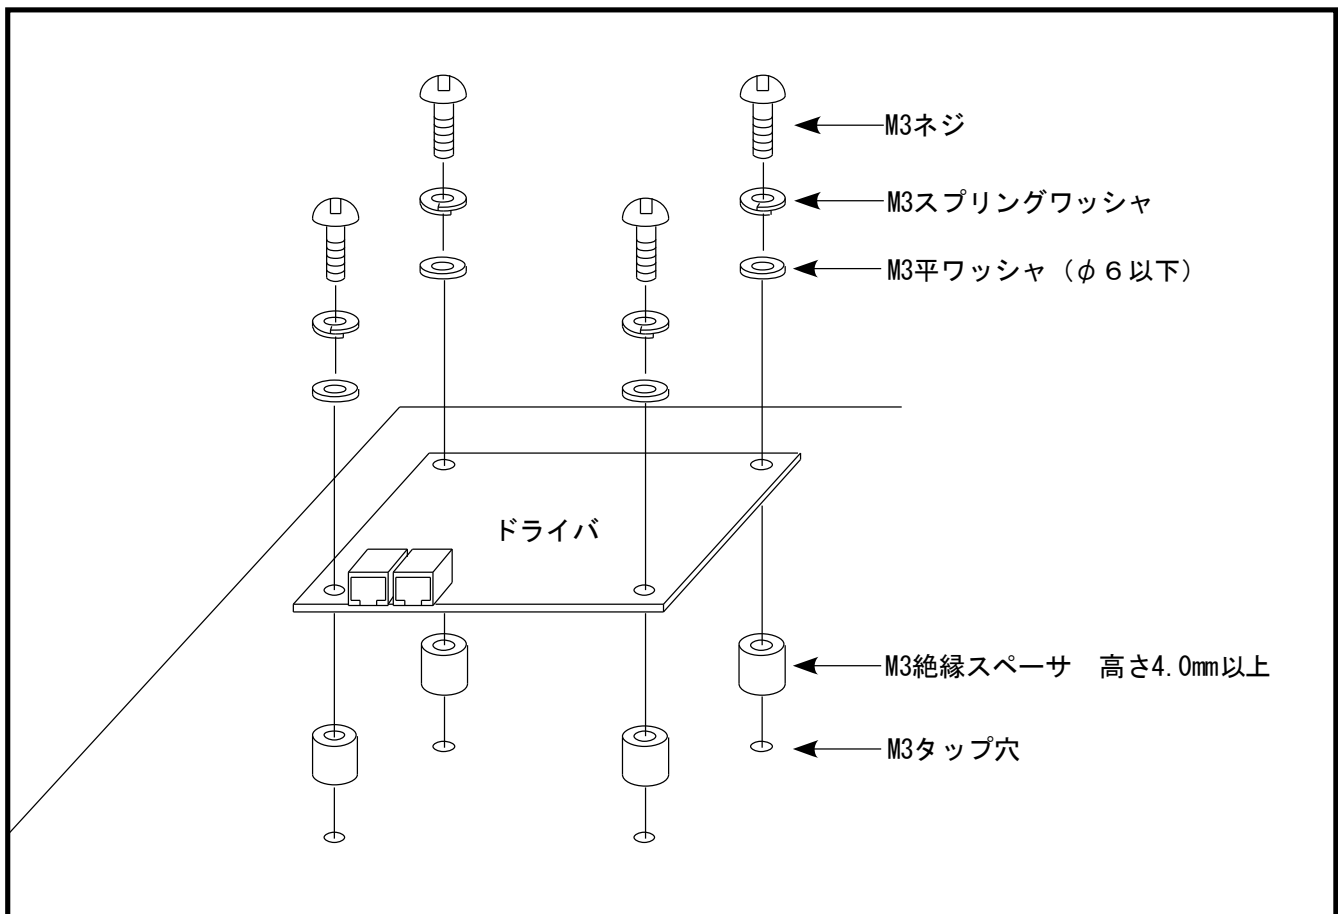 M3ネジ
M3スプリングワッシャ
M3平ワッシャ（φ６以下）
ドライバ
M3絶縁スペーサ　高さ4.0㎜以上
M3タップ穴